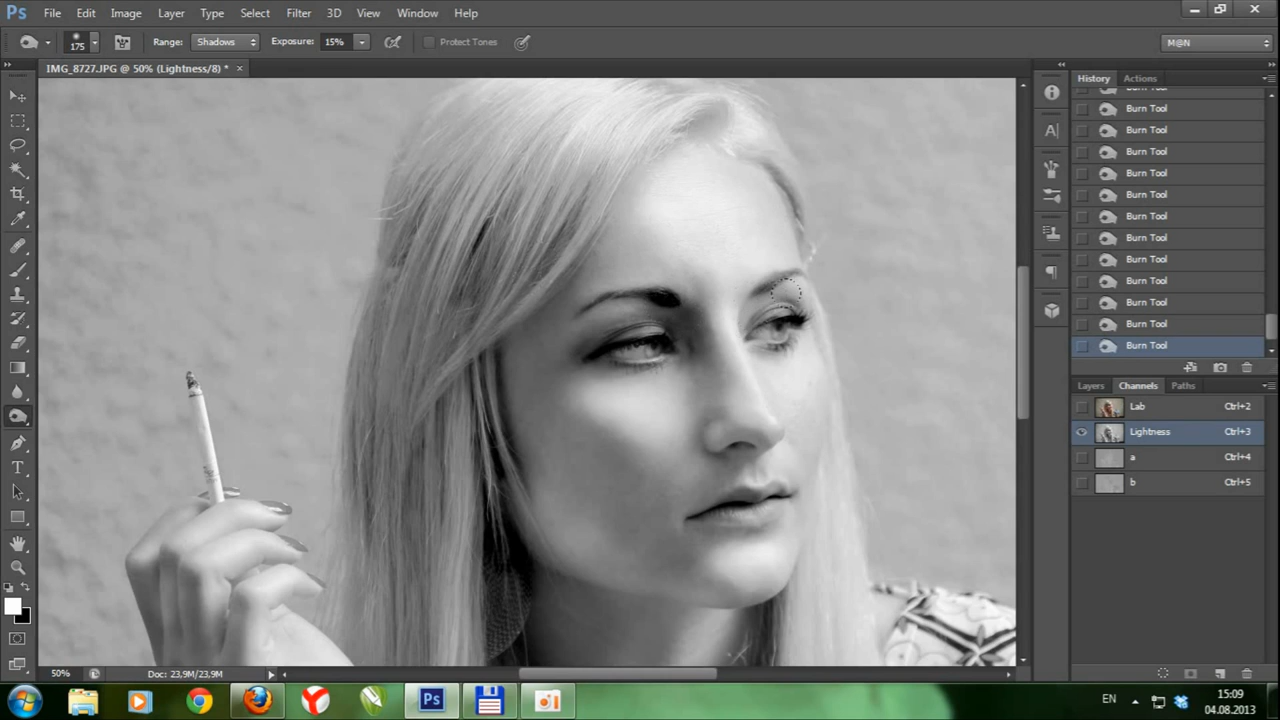 Ps File Edit Image Layer Type Select Filter 3D View Window Help
175 Range: Shadows Exposure: 15% Protect Tones M@N
IMG_8727.JPG @ 50% (Lightness/8) * ×
History Actions
Burn Tool
Burn Tool
Burn Tool
Burn Tool
Burn Tool
Burn Tool
Burn Tool
Burn Tool
Burn Tool
Burn Tool
Burn Tool
Burn Tool
Layers Channels Paths
Lab Ctrl+2
Lightness Ctrl+3
a Ctrl+4
b Ctrl+5
50% Doc: 23,9M/23,9M
Ps EN 15:09
04.08.2013